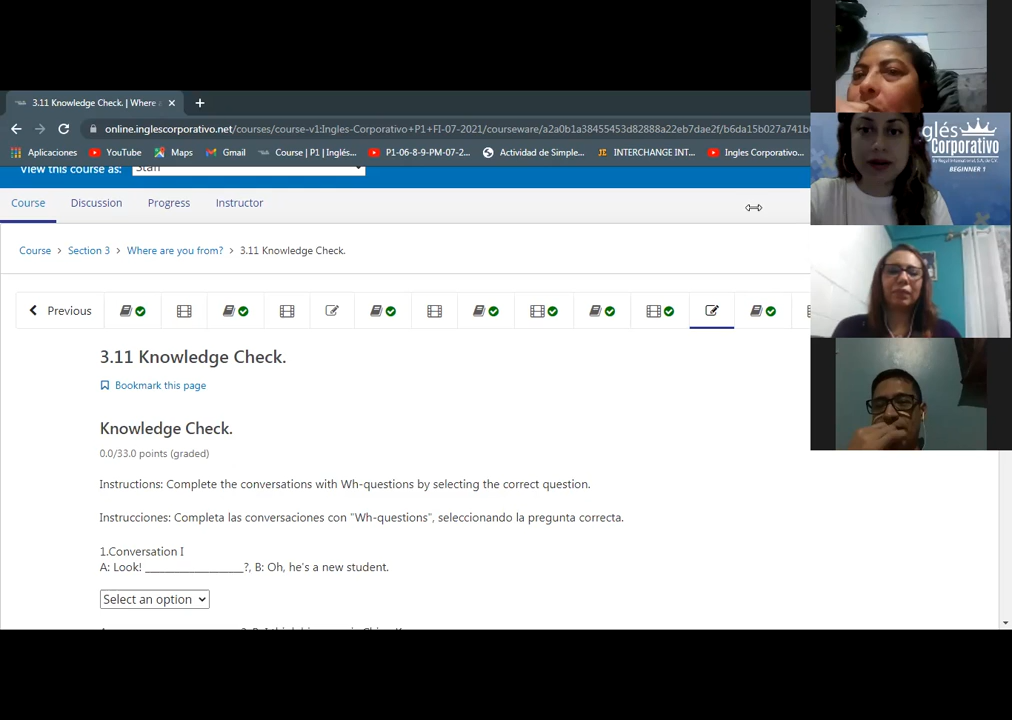 3.11 Knowledge Check. | Where a
online.inglescorporativo.net/courses/course-v1:Ingles-Corporativo+P1+FI-07-2021/courseware/a2a0b1a38455453d82888a22eb7dae2f/b6da15b027a741b6
Aplicaciones YouTube Maps Gmail Course | P1 | Inglés... P1-06-8-9-PM-07-2... Actividad de Simple... INTERCHANGE INT... Ingles Corporativo...
View this course as: Staff
Course Discussion Progress Instructor
Course > Section 3 > Where are you from? > 3.11 Knowledge Check.
Previous
3.11 Knowledge Check.
Bookmark this page
Knowledge Check.
0.0/33.0 points (graded)
Instructions: Complete the conversations with Wh-questions by selecting the correct question.
Instrucciones: Completa las conversaciones con "Wh-questions", seleccionando la pregunta correcta.
1.Conversation I
A: Look! ____________________?, B: Oh, he's a new student.
Select an option
glés
Corporativo
BEGINNER 1